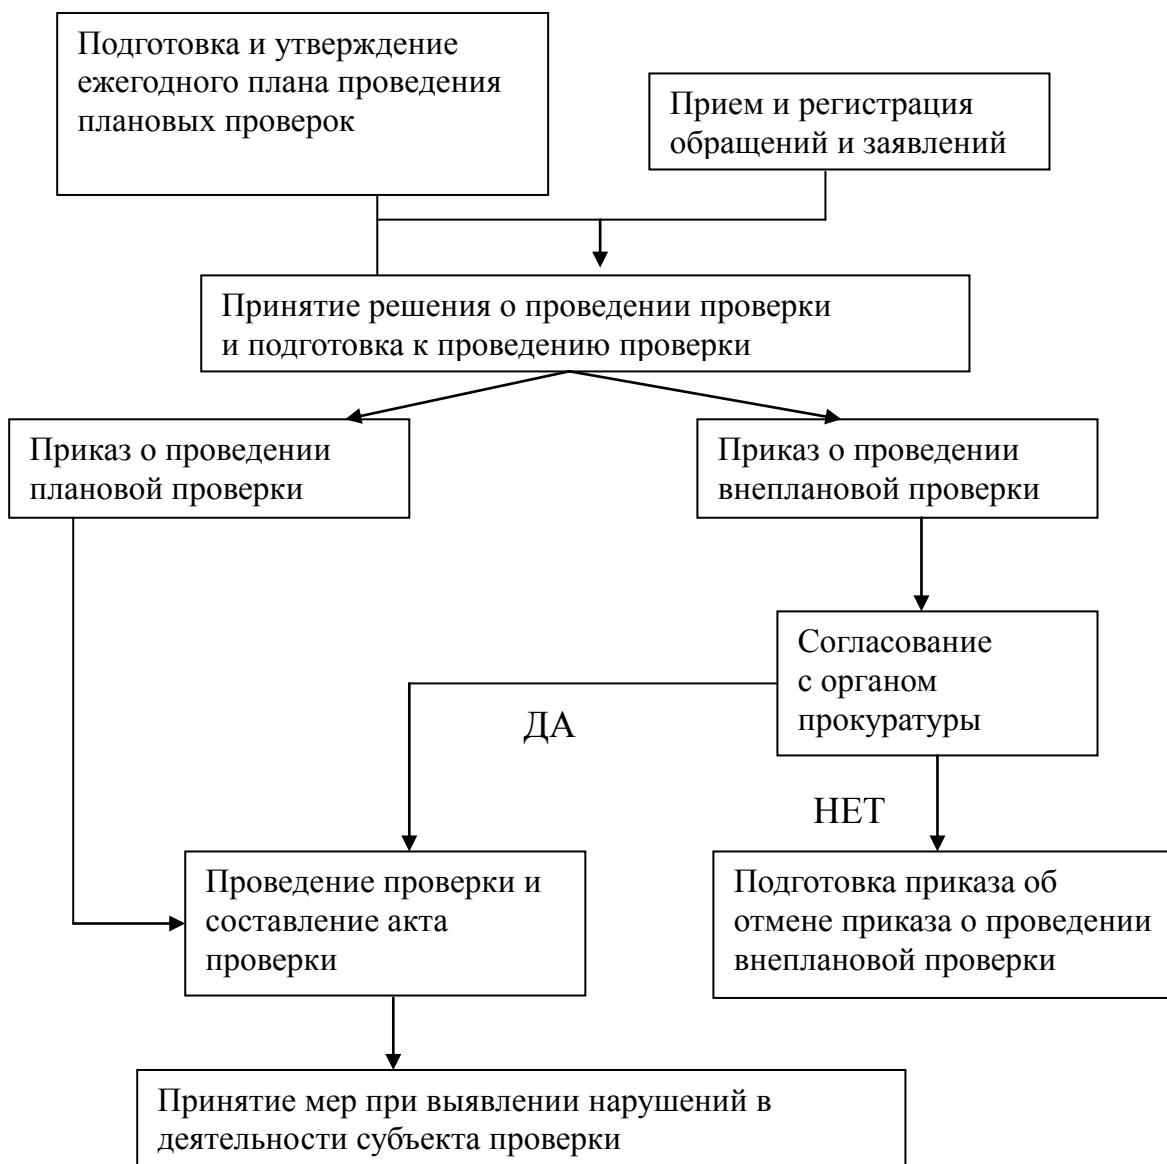 Подготовка и утверждение
ежегодного плана проведения
плановых проверок
Прием и регистрация
обращений и заявлений
Принятие решения о проведении проверки
и подготовка к проведению проверки
Приказ о проведении
плановой проверки
Приказ о проведении
внеплановой проверки
Согласование
с органом
прокуратуры
ДА
НЕТ
Проведение проверки и
составление акта
проверки
Подготовка приказа об
отмене приказа о проведении
внеплановой проверки
Принятие мер при выявлении нарушений в
деятельности субъекта проверки